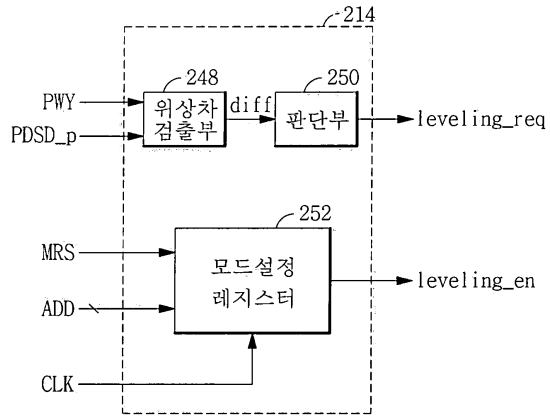 214
248
250
PWY
위상차
검출부
diff
판단부
leveling_req
PDSD_p
252
MRS
모드설정
레지스터
leveling_en
ADD
CLK